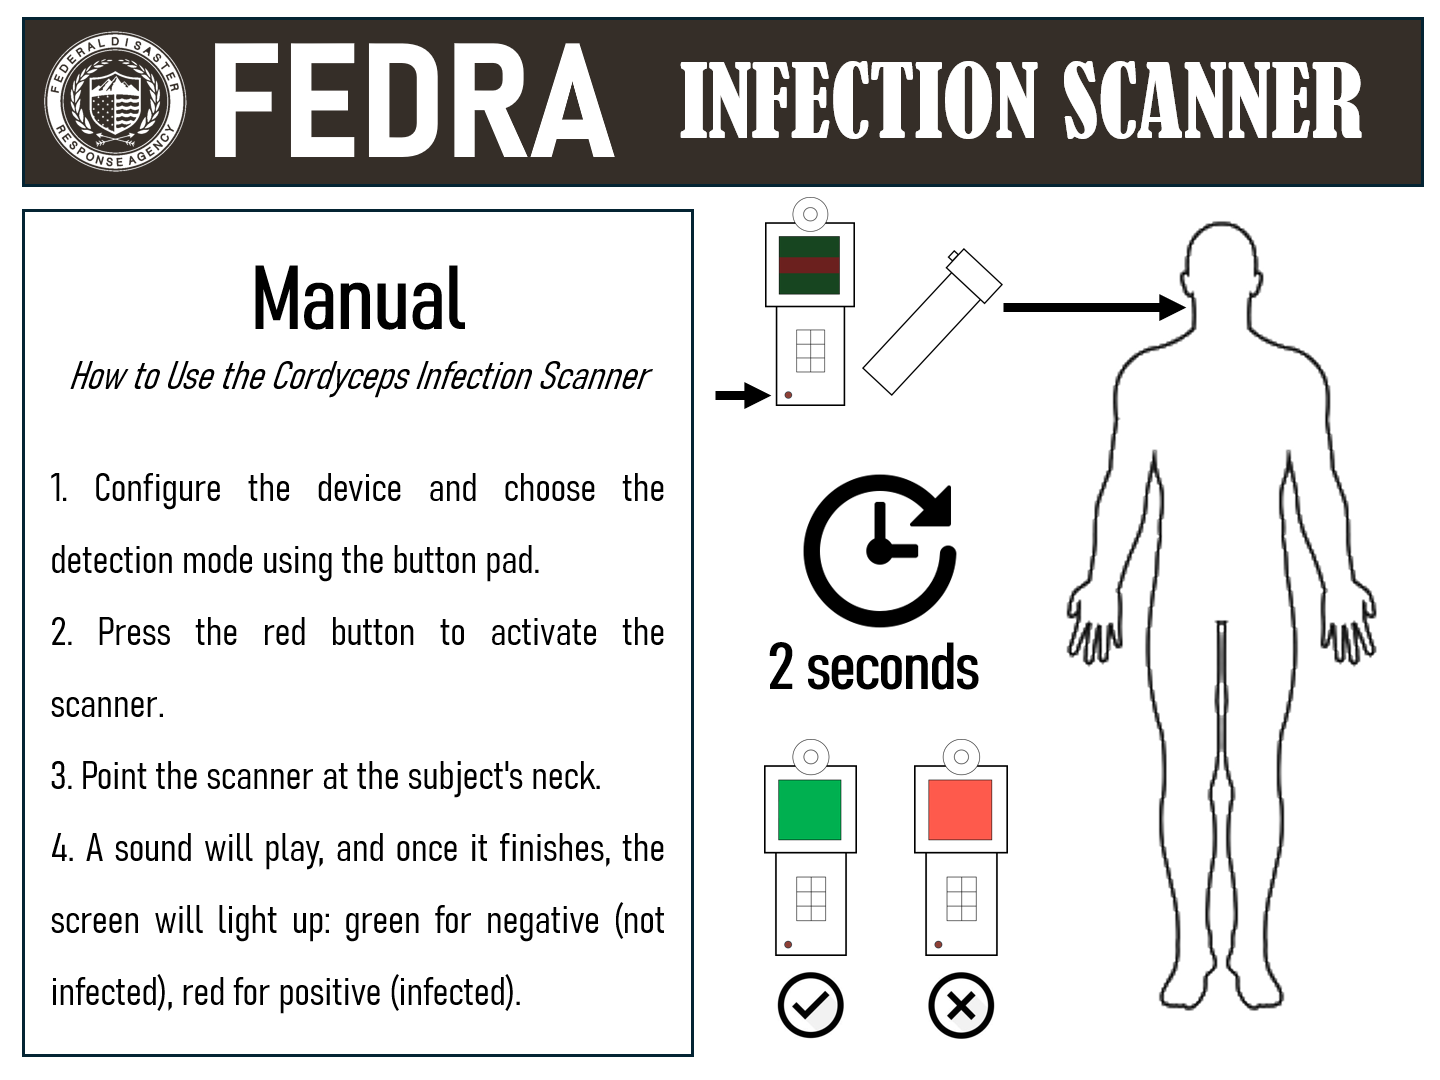 FEDERAL DISASTER
RESPONSE AGENCY
FEDRA
INFECTION SCANNER
Manual
How to Use the Cordyceps Infection Scanner
1. Configure the device and choose the
detection mode using the button pad.
2. Press the red button to activate the
scanner.
3. Point the scanner at the subject's neck.
4. A sound will play, and once it finishes, the
screen will light up: green for negative (not
infected), red for positive (infected).
2 seconds